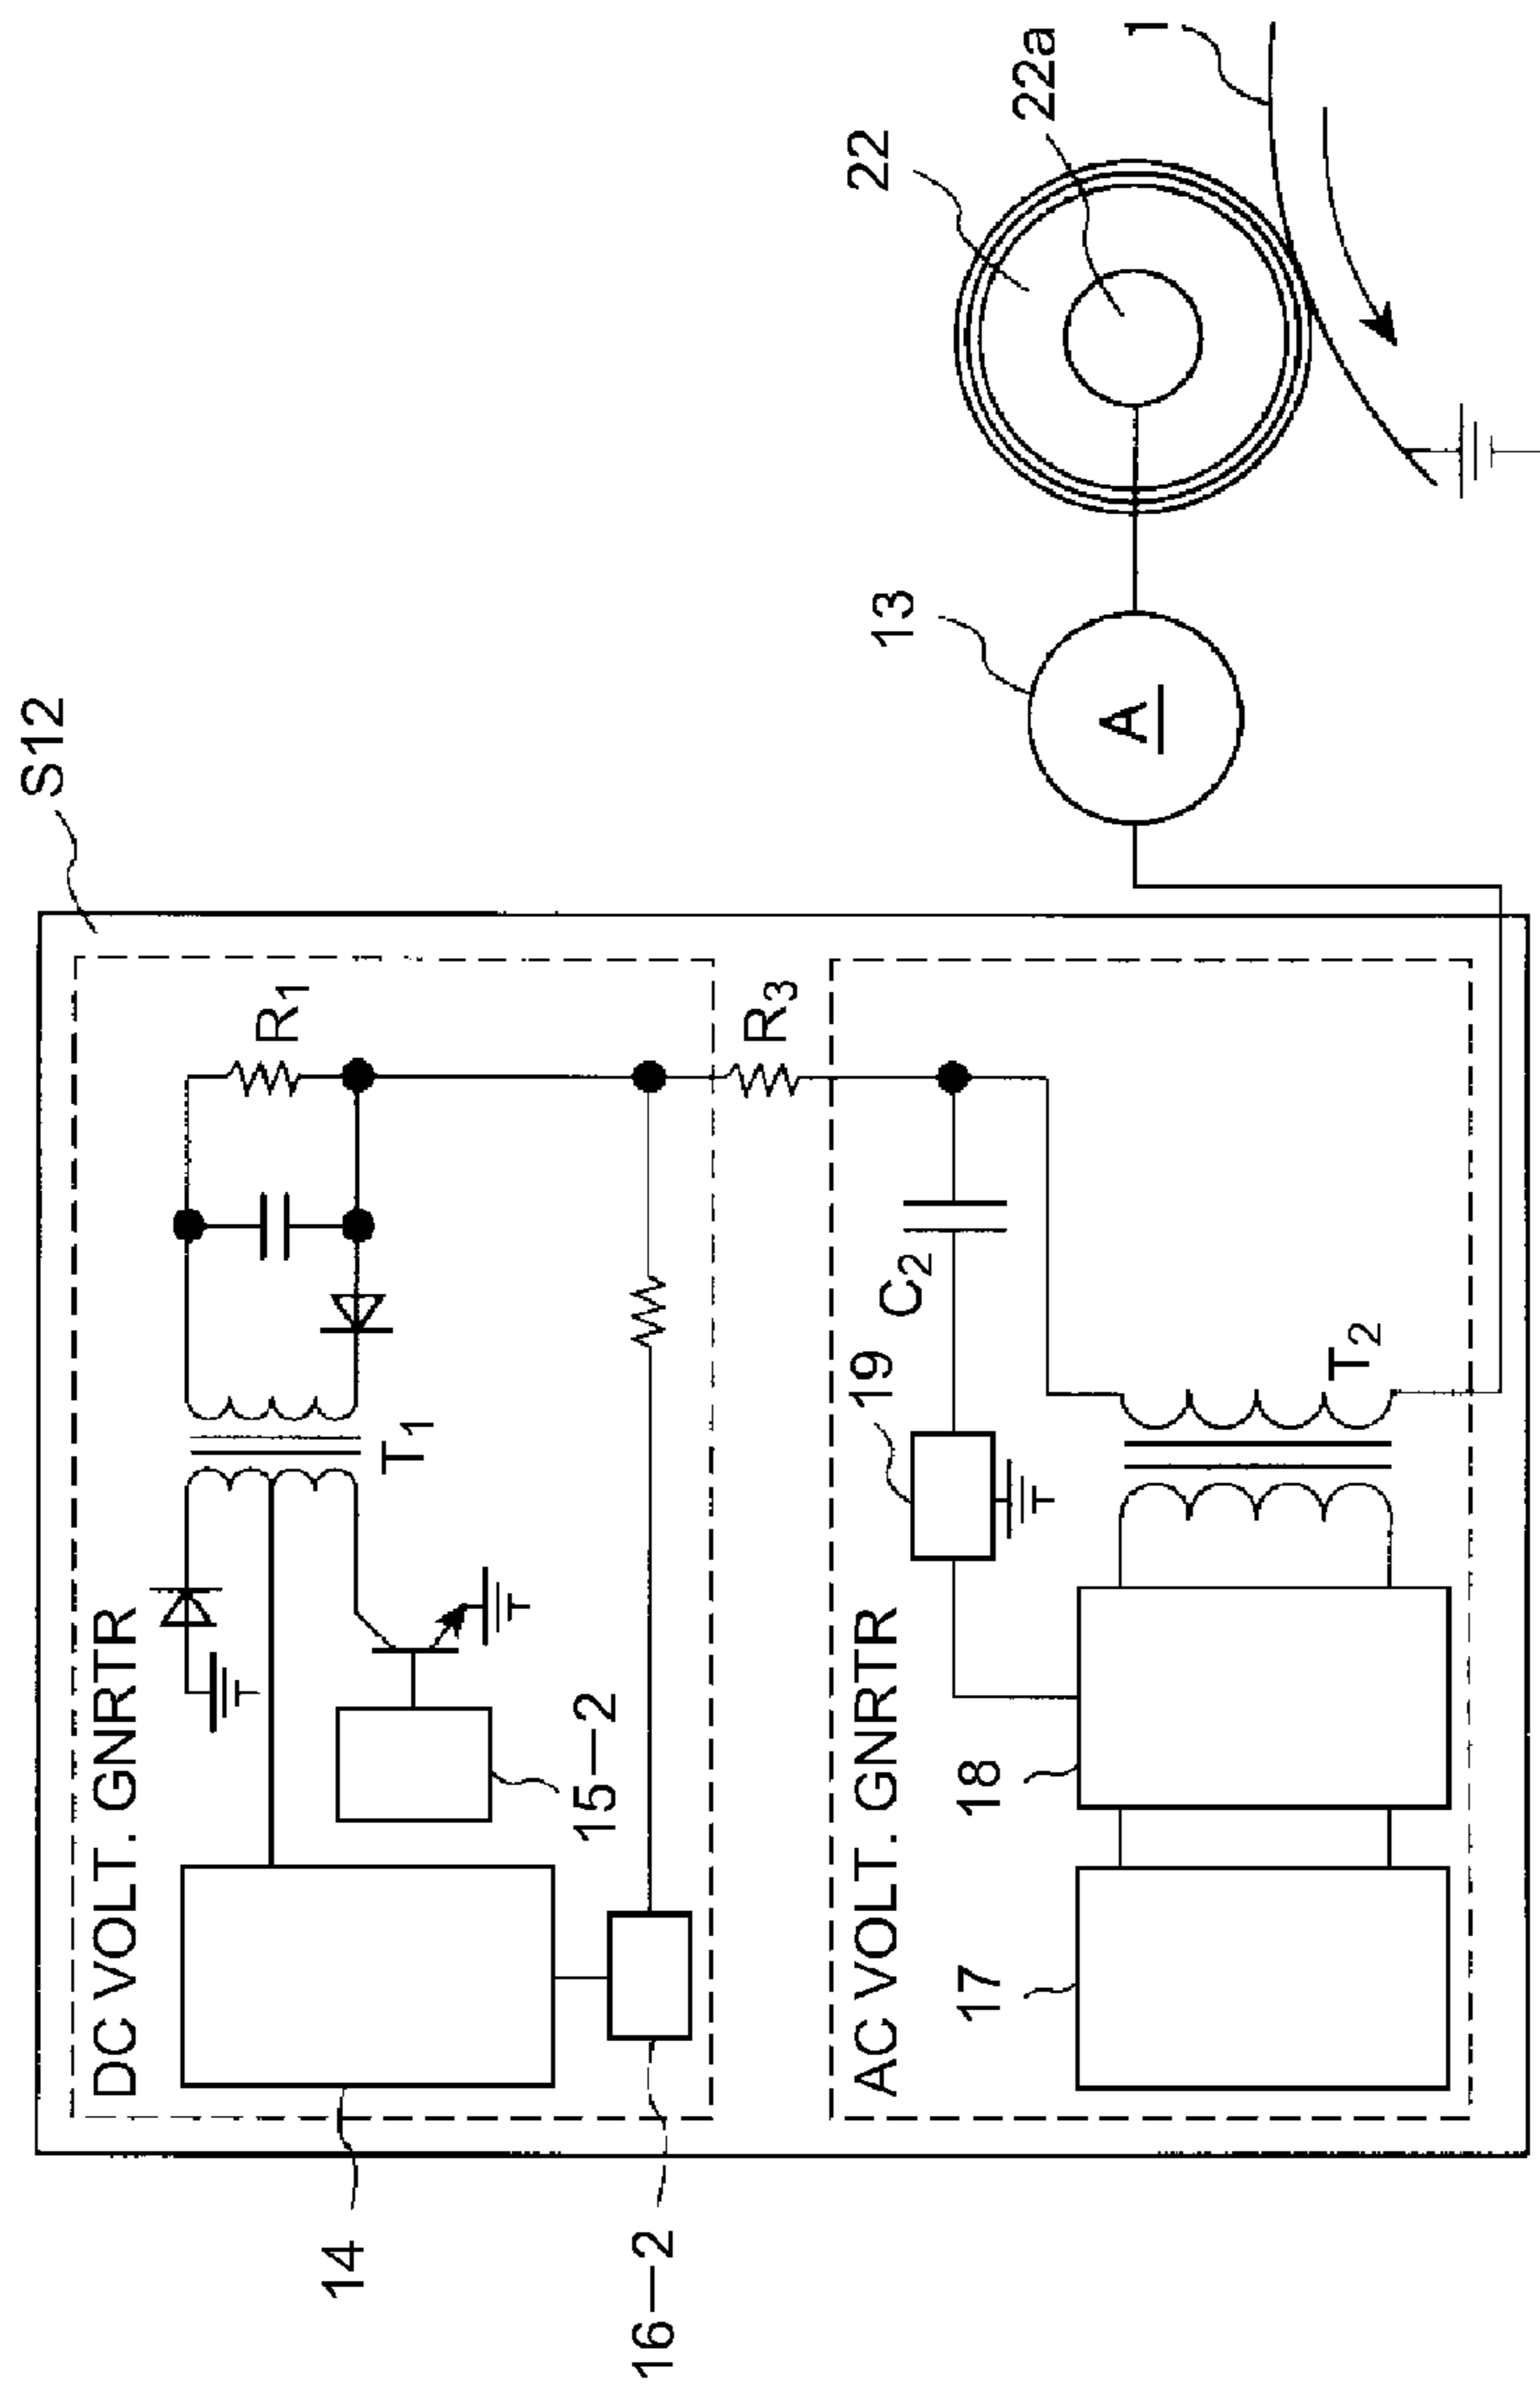 S12
DC VOLT. GNRTR
14
15—2
16—2
T1
R1
R3
AC VOLT. GNRTR
17
18
19
C2
T2
13
A
22
22a
1